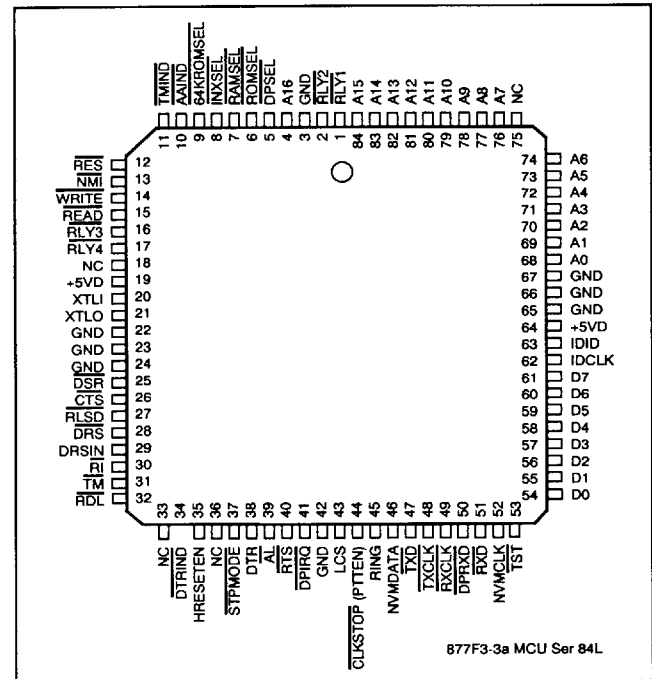 TMIND
AAIND
64KROMSEL
INXSEL
RAMSEL
ROMSEL
DPSEL
A16
GND
RLY2
RLY1
A15
A14
A13
A12
A11
A10
A9
A8
A7
NC
11
10
9
8
7
6
5
4
3
2
1
84
83
82
81
80
79
78
77
76
75
RES 12
NMI 13
WRITE 14
READ 15
RLY3 16
RLY4 17
NC 18
+5VD 19
XTLI 20
XTLO 21
GND 22
GND 23
GND 24
DSR 25
CTS 26
RLSD 27
DRS 28
DRSIN 29
RI 30
TM 31
RDL 32
74 A6
73 A5
72 A4
71 A3
70 A2
69 A1
68 A0
67 GND
66 GND
65 GND
64 +5VD
63 IDID
62 IDCLK
61 D7
60 D6
59 D5
58 D4
57 D3
56 D2
55 D1
54 D0
33
34
35
36
37
38
39
40
41
42
43
44
45
46
47
48
49
50
51
52
53
NC
DTRIND
HRESETEN
NC
STPMODE
DTR
AL
RTS
DPIRQ
GND
LCS
CLKSTOP (PTTEN)
RING
NVMDATA
TXD
TXCLK
RXCLK
DPRXD
RXD
NVMCLK
TST
877F3-3a MCU Ser 84L